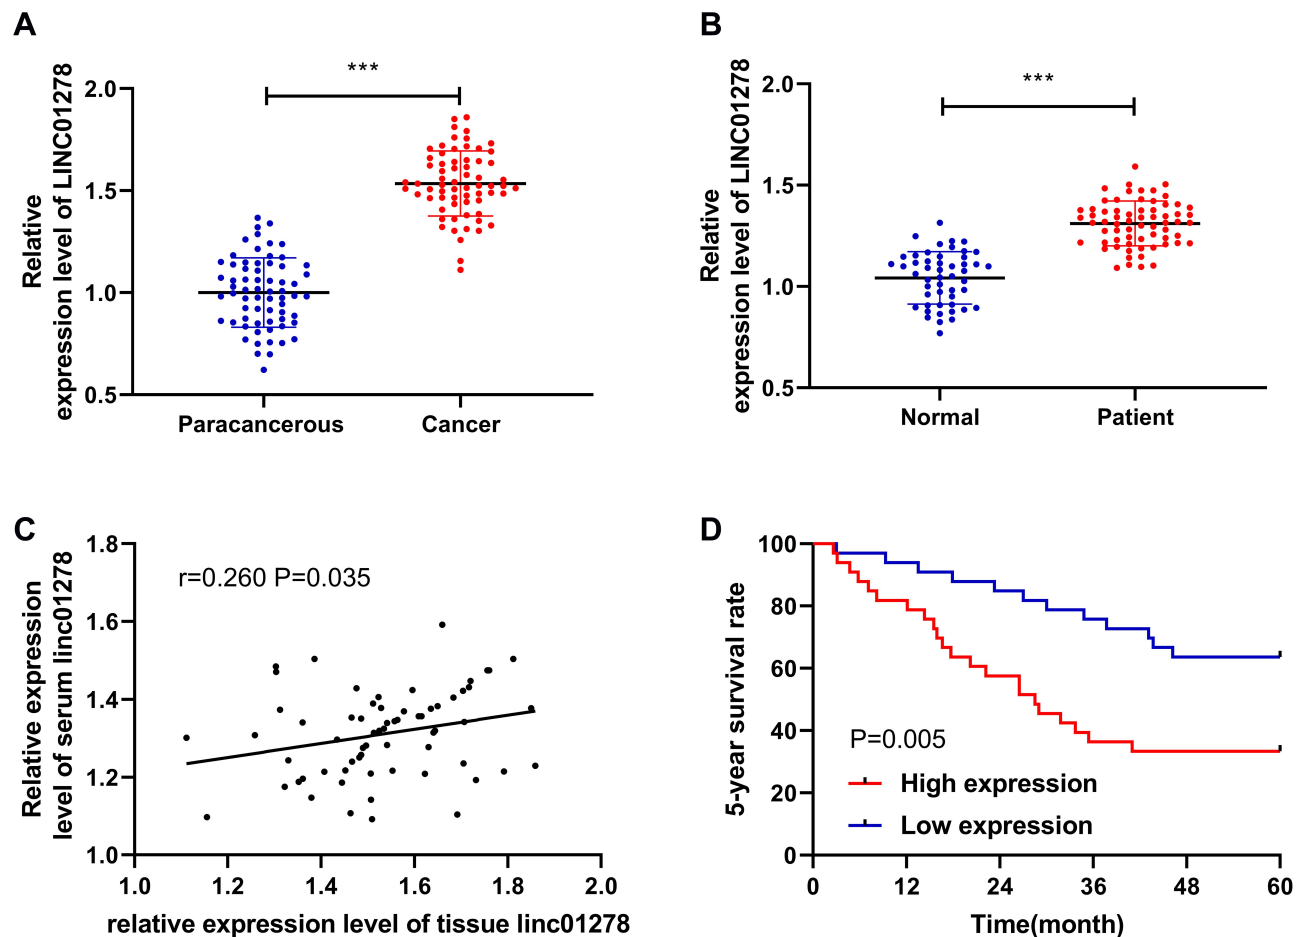 A
Relative
expression level of LINC01278
2.0
1.5
1.0
0.5
***
Paracancerous
Cancer
B
Relative
expression level of LINC01278
2.0
1.5
1.0
0.5
***
Normal
Patient
C
Relative expression
level of serum linc01278
1.8
1.6
1.4
1.2
1.0
r=0.260 P=0.035
1.0 1.2 1.4 1.6 1.8 2.0
relative expression level of tissue linc01278
D
5-year survival rate
100
80
60
40
20
0
P=0.005
High expression
Low expression
0 12 24 36 48 60
Time(month)